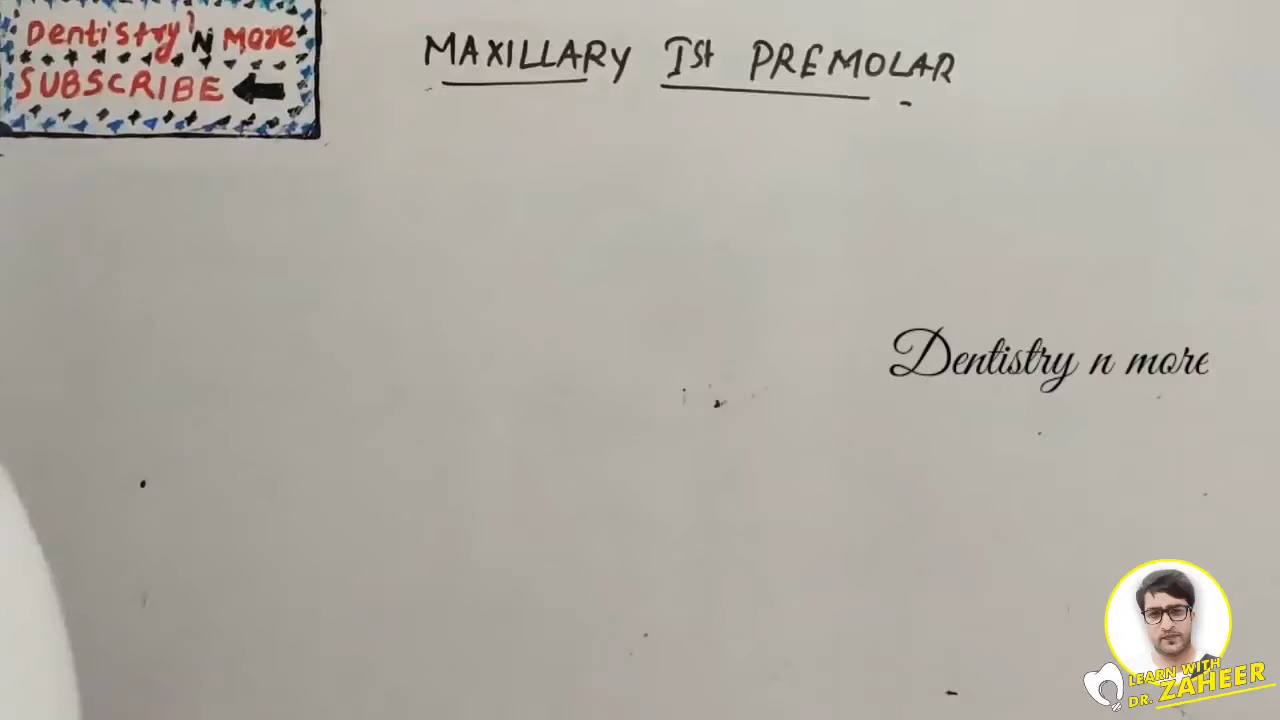 Dentistry'N More
SUBSCRIBE
MAXILLARY Ist PREMOLAR
Dentistry n more
LEARN WITH
DR. ZAHEER